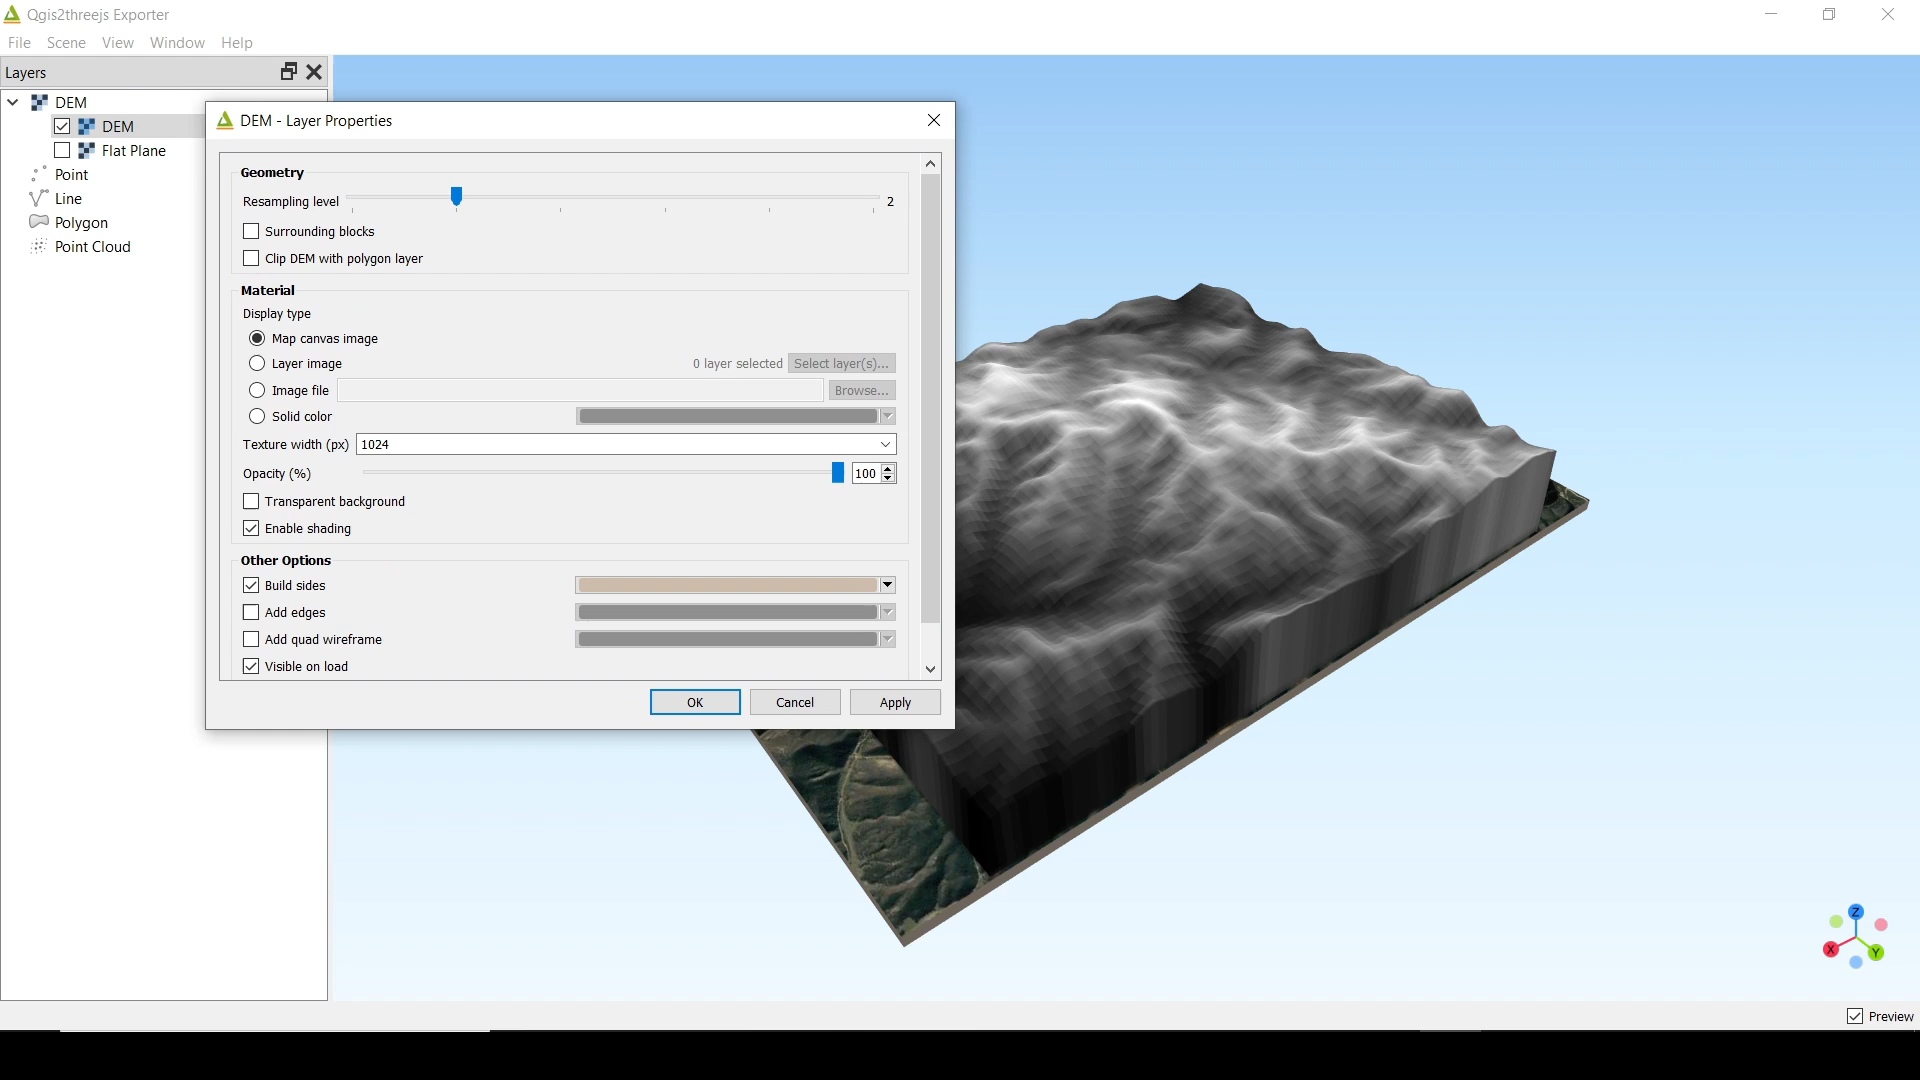 Qgis2threejs Exporter
File Scene View Window Help
Layers
DEM
DEM
Flat Plane
Point
Line
Polygon
Point Cloud
DEM - Layer Properties
Geometry
Resampling level 2
Surrounding blocks
Clip DEM with polygon layer
Material
Display type
Map canvas image
Layer image 0 layer selected Select layer(s)...
Image file Browse...
Solid color
Texture width (px) 1024
Opacity (%) 100
Transparent background
Enable shading
Other Options
Build sides
Add edges
Add quad wireframe
Visible on load
OK Cancel Apply
Z
X Y
Preview